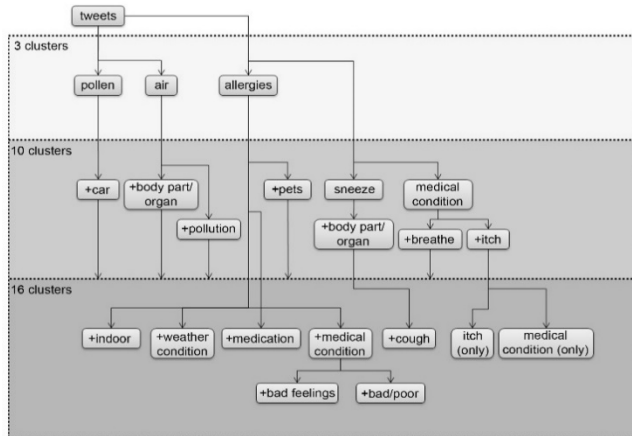 tweets
3 clusters
pollen
air
allergies
10 clusters
+car
+body part/
organ
+pets
sneeze
medical
condition
+pollution
+body part/
organ
+breathe
+itch
16 clusters
+indoor
+weather
condition
+medication
+medical
condition
+cough
itch
(only)
medical
condition (only)
+bad feelings
+bad/poor